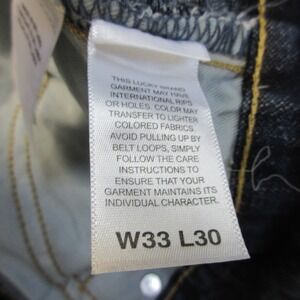 THIS LUCKY BRAND
GARMENT MAY HAVE
INTERNATIONAL RIPS
OR HOLES. COLOR MAY
TRANSFER TO LIGHTER
COLORED FABRICS
AVOID PULLING UP BY
BELT LOOPS, SIMPLY
FOLLOW THE CARE
INSTRUCTIONS TO
ENSURE THAT YOUR
GARMENT MAINTAINS ITS
INDIVIDUAL CHARACTER.
W33 L30